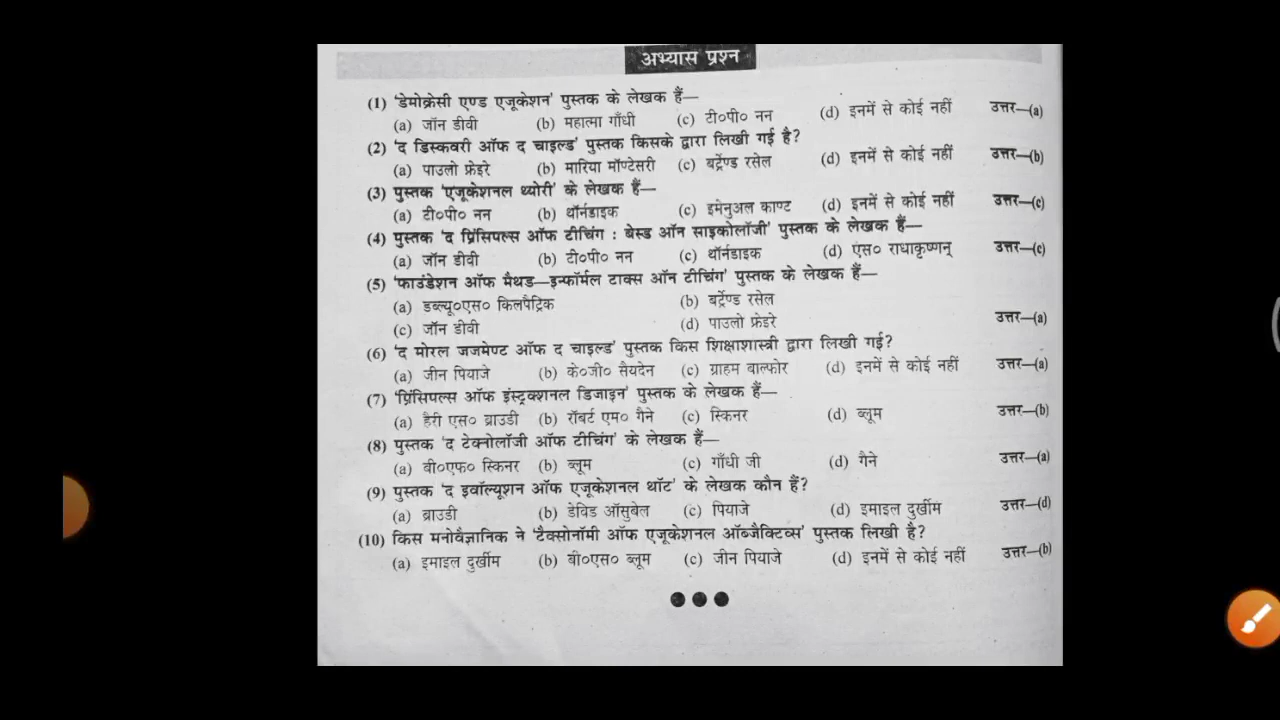 अभ्यास प्रश्न
(1) 'डेमोक्रेसी एण्ड एजूकेशन' पुस्तक के लेखक हैं—
(a) जॉन डीवी (b) महात्मा गाँधी (c) टी०पी० नन (d) इनमें से कोई नहीं उत्तर—(a)
(2) 'द डिस्कवरी ऑफ द चाइल्ड' पुस्तक किसके द्वारा लिखी गई है?
(a) पाउलो फ्रेइरे (b) मारिया मॉण्टेसरी (c) बर्ट्रेण्ड रसेल (d) इनमें से कोई नहीं उत्तर—(b)
(3) पुस्तक 'एजूकेशनल थ्योरी' के लेखक हैं—
(a) टी०पी० नन (b) थॉर्नडाइक (c) इमेनुअल काण्ट (d) इनमें से कोई नहीं उत्तर—(c)
(4) पुस्तक 'द प्रिंसिपल्स ऑफ टीचिंग : बेस्ड ऑन साइकोलॉजी' पुस्तक के लेखक हैं—
(a) जॉन डीवी (b) टी०पी० नन (c) थॉर्नडाइक (d) एस० राधाकृष्णन् उत्तर—(c)
(5) 'फाउंडेशन ऑफ मैथड—इन्फॉर्मल टाक्स ऑन टीचिंग' पुस्तक के लेखक हैं—
(a) डब्ल्यू०एस० किलपैट्रिक (b) बर्ट्रेण्ड रसेल
(c) जॉन डीवी (d) पाउलो फ्रेइरे उत्तर—(a)
(6) 'द मोरल जजमेण्ट ऑफ द चाइल्ड' पुस्तक किस शिक्षाशास्त्री द्वारा लिखी गई?
(a) जीन पियाजे (b) के०जी० सैयदेन (c) ग्राहम बाल्फोर (d) इनमें से कोई नहीं उत्तर—(a)
(7) 'प्रिंसिपल्स ऑफ इंस्ट्रक्शनल डिजाइन' पुस्तक के लेखक हैं—
(a) हैरी एस० ब्राउडी (b) रॉबर्ट एम० गैने (c) स्किनर (d) ब्लूम उत्तर—(b)
(8) पुस्तक 'द टेक्नोलॉजी ऑफ टीचिंग' के लेखक हैं—
(a) बी०एफ० स्किनर (b) ब्लूम (c) गाँधी जी (d) गैने उत्तर—(a)
(9) पुस्तक 'द इवॉल्यूशन ऑफ एजूकेशनल थॉट' के लेखक कौन हैं?
(a) ब्राउडी (b) डेविड ऑसुबेल (c) पियाजे (d) इमाइल दुर्खीम उत्तर—(d)
(10) किस मनोवैज्ञानिक ने 'टैक्सोनॉमी ऑफ एजूकेशनल ऑब्जैक्टिव्स' पुस्तक लिखी है?
(a) इमाइल दुर्खीम (b) बी०एस० ब्लूम (c) जीन पियाजे (d) इनमें से कोई नहीं उत्तर—(b)